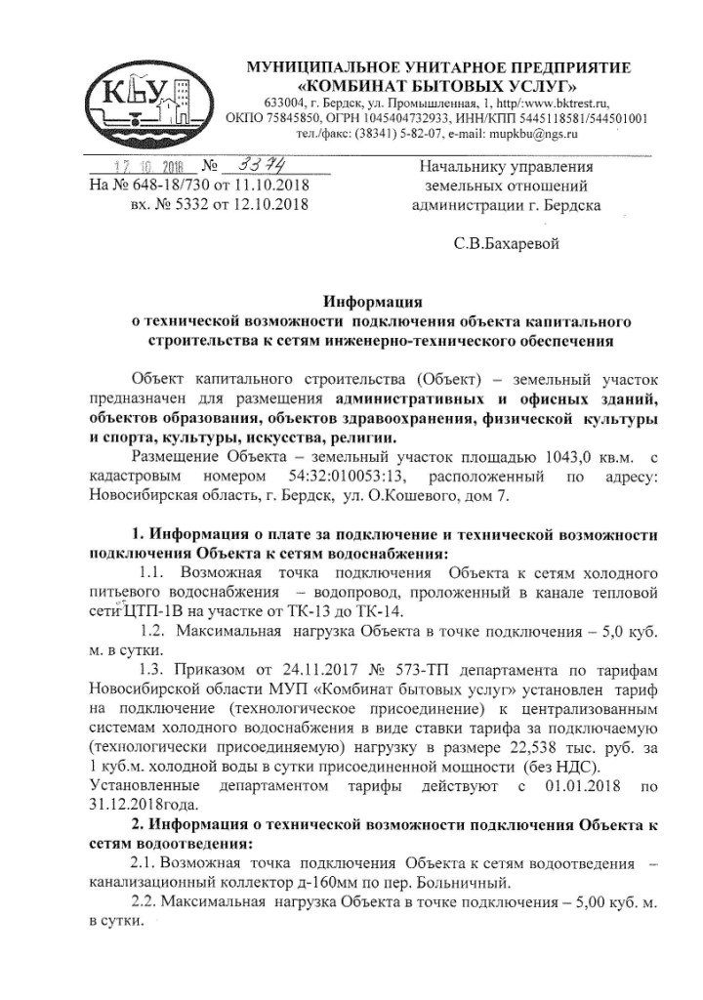 КБУ
МУНИЦИПАЛЬНОЕ УНИТАРНОЕ ПРЕДПРИЯТИЕ
«КОМБИНАТ БЫТОВЫХ УСЛУГ»
633004, г. Бердск, ул. Промышленная, 1, http/:www.bktrest.ru,
ОКПО 75845850, ОГРН 1045404732933, ИНН/КПП 5445118581/544501001
тел./факс: (38341) 5-82-07, e-mail: mupkbu@ngs.ru
17. 10. 2018 № 3374
На № 648-18/730 от 11.10.2018
вх. № 5332 от 12.10.2018
Начальнику управления
земельных отношений
администрации г. Бердска
С.В.Бахаревой
Информация
о технической возможности подключения объекта капитального
строительства к сетям инженерно-технического обеспечения
Объект капитального строительства (Объект) – земельный участок
предназначен для размещения административных и офисных зданий,
объектов образования, объектов здравоохранения, физической культуры
и спорта, культуры, искусства, религии.
Размещение Объекта – земельный участок площадью 1043,0 кв.м. с
кадастровым номером 54:32:010053:13, расположенный по адресу:
Новосибирская область, г. Бердск, ул. О.Кошевого, дом 7.
1. Информация о плате за подключение и технической возможности
подключения Объекта к сетям водоснабжения:
1.1. Возможная точка подключения Объекта к сетям холодного
питьевого водоснабжения – водопровод, проложенный в канале тепловой
сети ЦТП-1В на участке от ТК-13 до ТК-14.
1.2. Максимальная нагрузка Объекта в точке подключения – 5,0 куб.
м. в сутки.
1.3. Приказом от 24.11.2017 № 573-ТП департамента по тарифам
Новосибирской области МУП «Комбинат бытовых услуг» установлен тариф
на подключение (технологическое присоединение) к централизованным
системам холодного водоснабжения в виде ставки тарифа за подключаемую
(технологически присоединяемую) нагрузку в размере 22,538 тыс. руб. за
1 куб.м. холодной воды в сутки присоединенной мощности (без НДС).
Установленные департаментом тарифы действуют с 01.01.2018 по
31.12.2018года.
2. Информация о технической возможности подключения Объекта к
сетям водоотведения:
2.1. Возможная точка подключения Объекта к сетям водоотведения –
канализационный коллектор д-160мм по пер. Больничный.
2.2. Максимальная нагрузка Объекта в точке подключения – 5,00 куб. м.
в сутки.